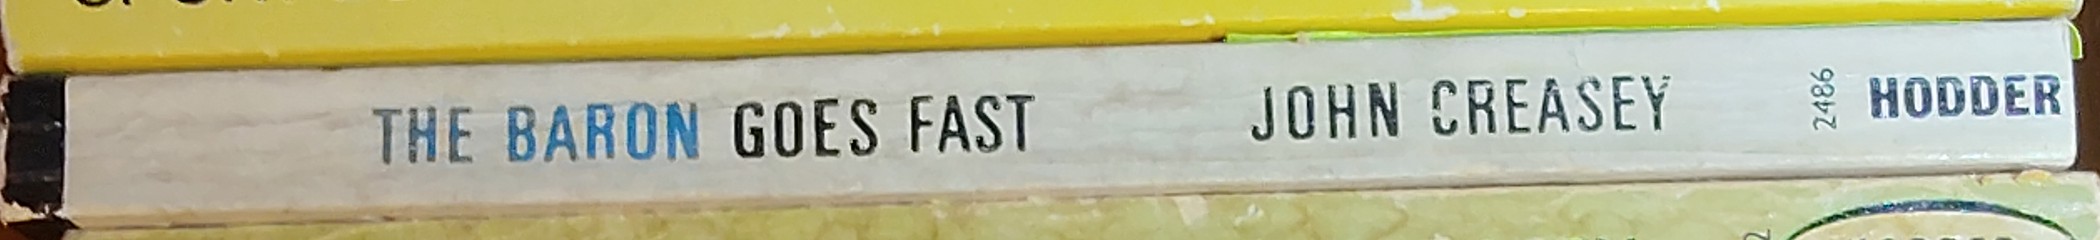 THE BARON GOES FAST JOHN CREASEY 2486 HODDER